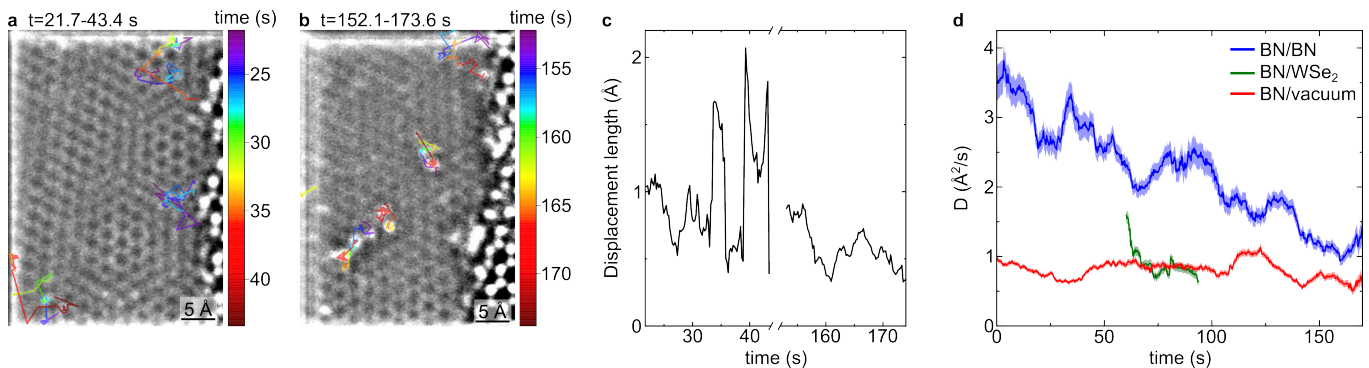 a t=21.7-43.4 s time (s)
25
30
35
40
5 Å
b t=152.1-173.6 s time (s)
155
160
165
170
5 Å
c
Displacement length (Å)
2
1
0
30 40 160 170
time (s)
d
D (Å²/s)
4
3
2
1
0
0 50 100 150
time (s)
BN/BN
BN/WSe₂
BN/vacuum